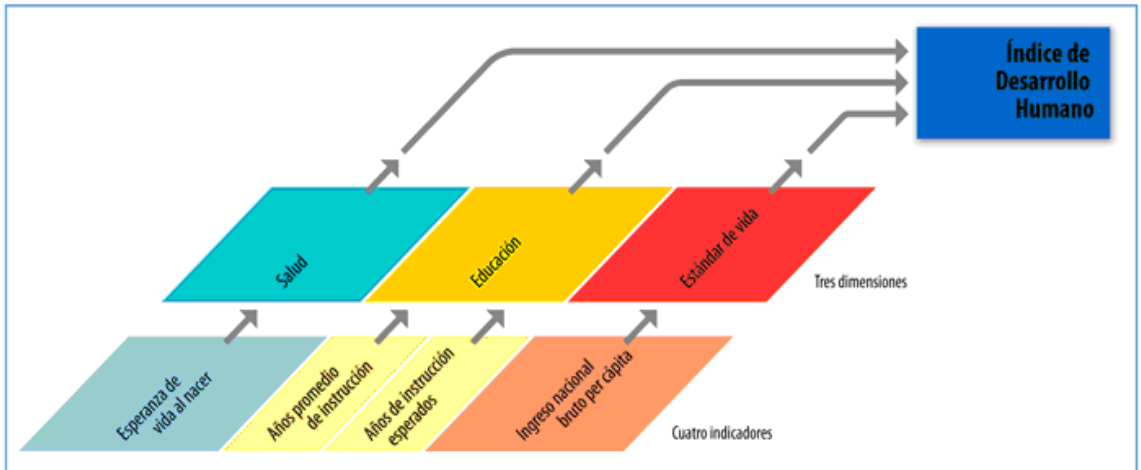 Índice de
Desarrollo
Humano
Salud
Educación
Estándar de vida
Tres dimensiones
Esperanza de
vida al nacer
Años promedio
de instrucción
Años de instrucción
esperados
Ingreso nacional
bruto per cápita
Cuatro indicadores